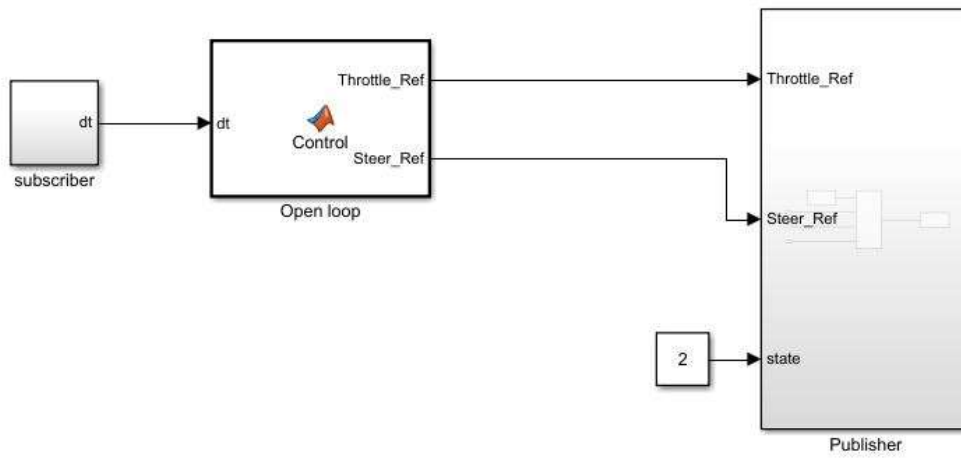 dt
subscriber
dt
Control
Throttle_Ref
Steer_Ref
Open loop
Throttle_Ref
Steer_Ref
2
state
Publisher